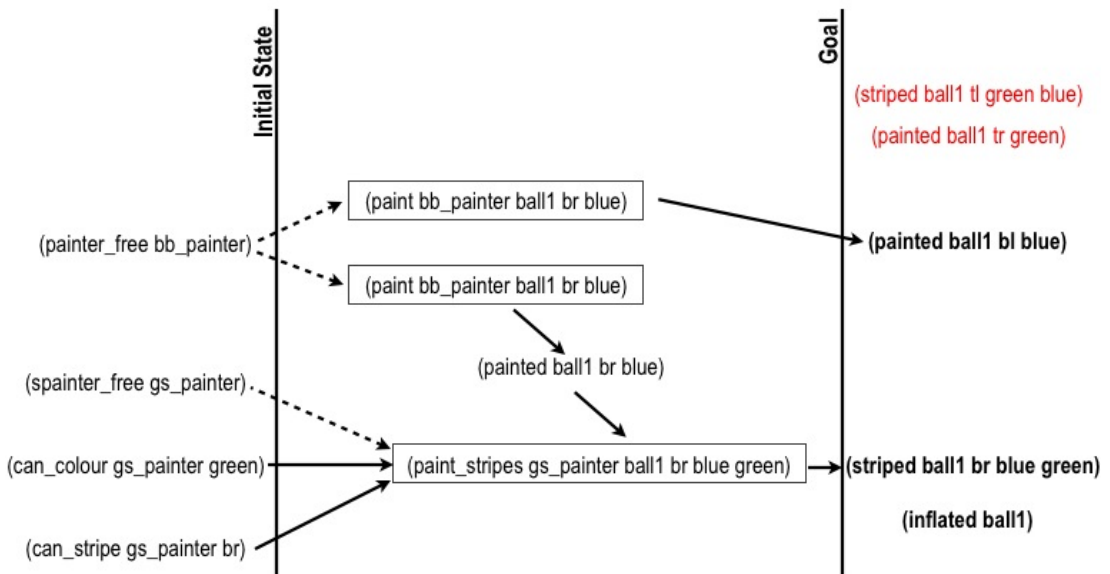 Initial State
Goal
(striped ball1 tl green blue)
(painted ball1 tr green)
(paint bb_painter ball1 br blue)
(painter_free bb_painter)
(painted ball1 bl blue)
(paint bb_painter ball1 br blue)
(painted ball1 br blue)
(spainter_free gs_painter)
(can_colour gs_painter green)
(paint_stripes gs_painter ball1 br blue green)
(striped ball1 br blue green)
(inflated ball1)
(can_stripe gs_painter br)